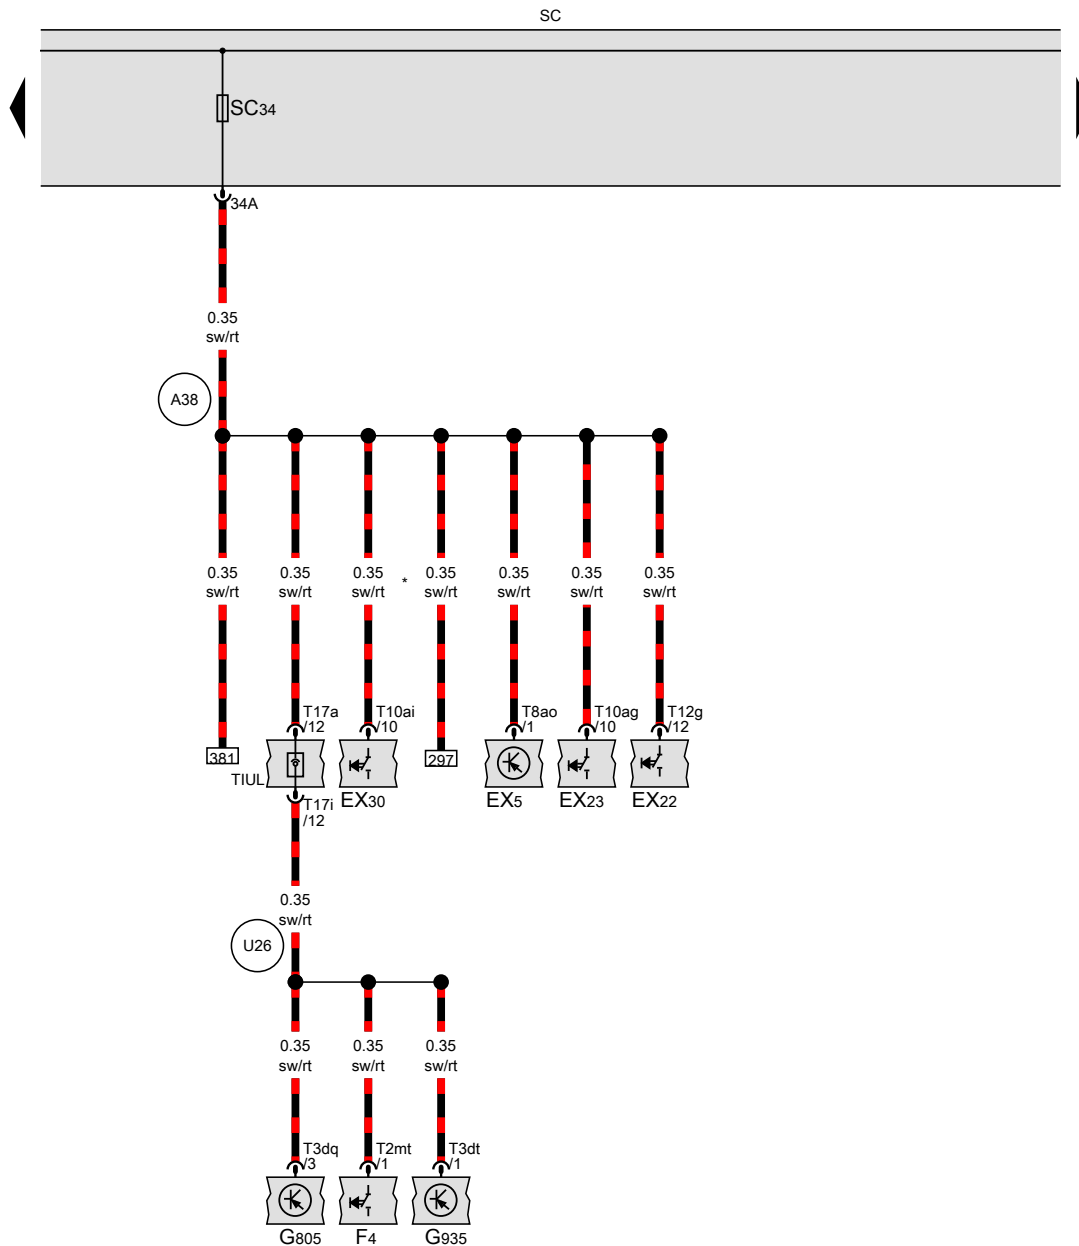 SC
SC34
34A
0.35
sw/rt
A38
0.35 0.35 0.35 * 0.35 0.35 0.35 0.35
sw/rt sw/rt sw/rt sw/rt sw/rt sw/rt sw/rt
T17a T10ai T8ao T10ag T12g
/12 /10 /1 /10 /12
381 297
TIUL
EX30 EX5 EX23 EX22
T17i
/12
0.35
sw/rt
U26
0.35 0.35 0.35
sw/rt sw/rt sw/rt
T3dq T2mt T3dt
/3 /1 /1
G805 F4 G935